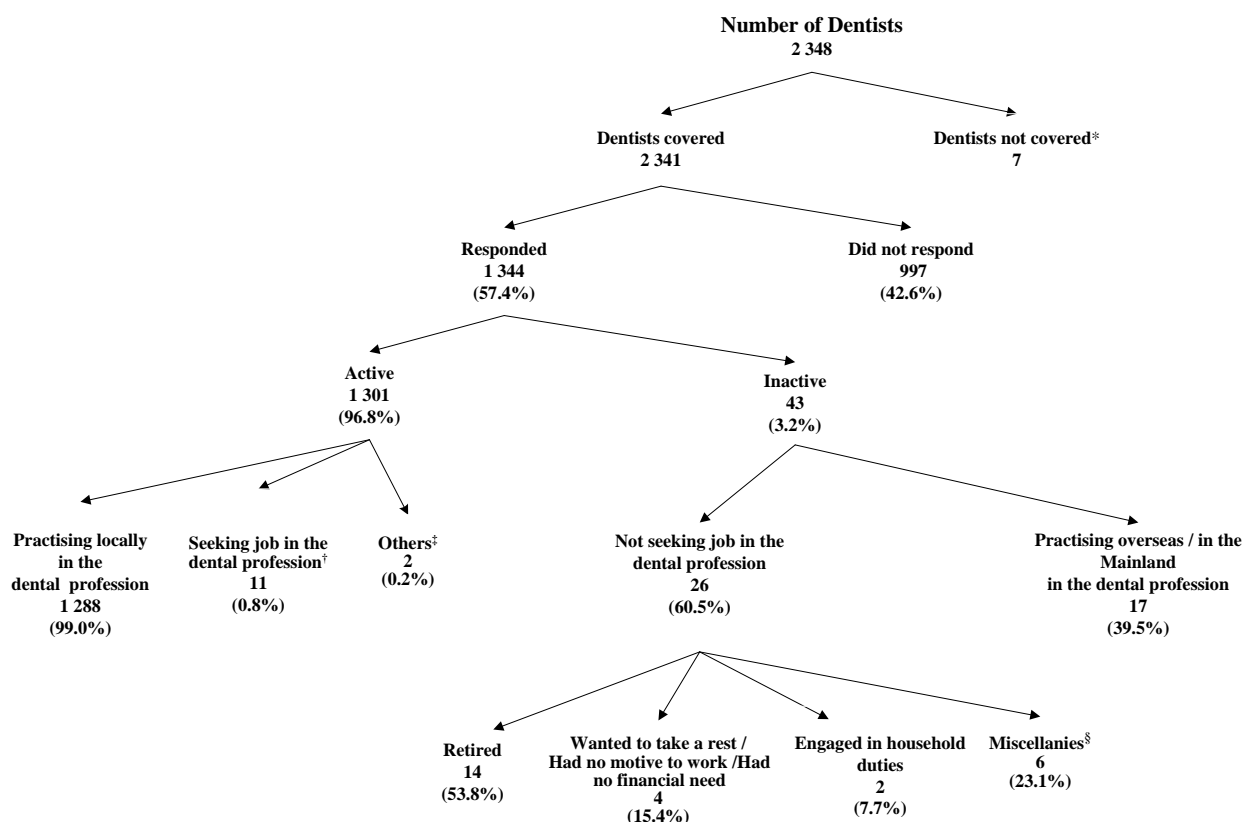 Number of Dentists
2 348
Dentists covered
2 341
Dentists not covered*
7
Responded
1 344
(57.4%)
Did not respond
997
(42.6%)
Active
1 301
(96.8%)
Inactive
43
(3.2%)
Practising locally
in the
dental profession
1 288
(99.0%)
Seeking job in the
dental profession†
11
(0.8%)
Others‡
2
(0.2%)
Not seeking job in the
dental profession
26
(60.5%)
Practising overseas / in the
Mainland
in the dental profession
17
(39.5%)
Retired
14
(53.8%)
Wanted to take a rest /
Had no motive to work /Had
no financial need
4
(15.4%)
Engaged in household
duties
2
(7.7%)
Miscellanies§
6
(23.1%)